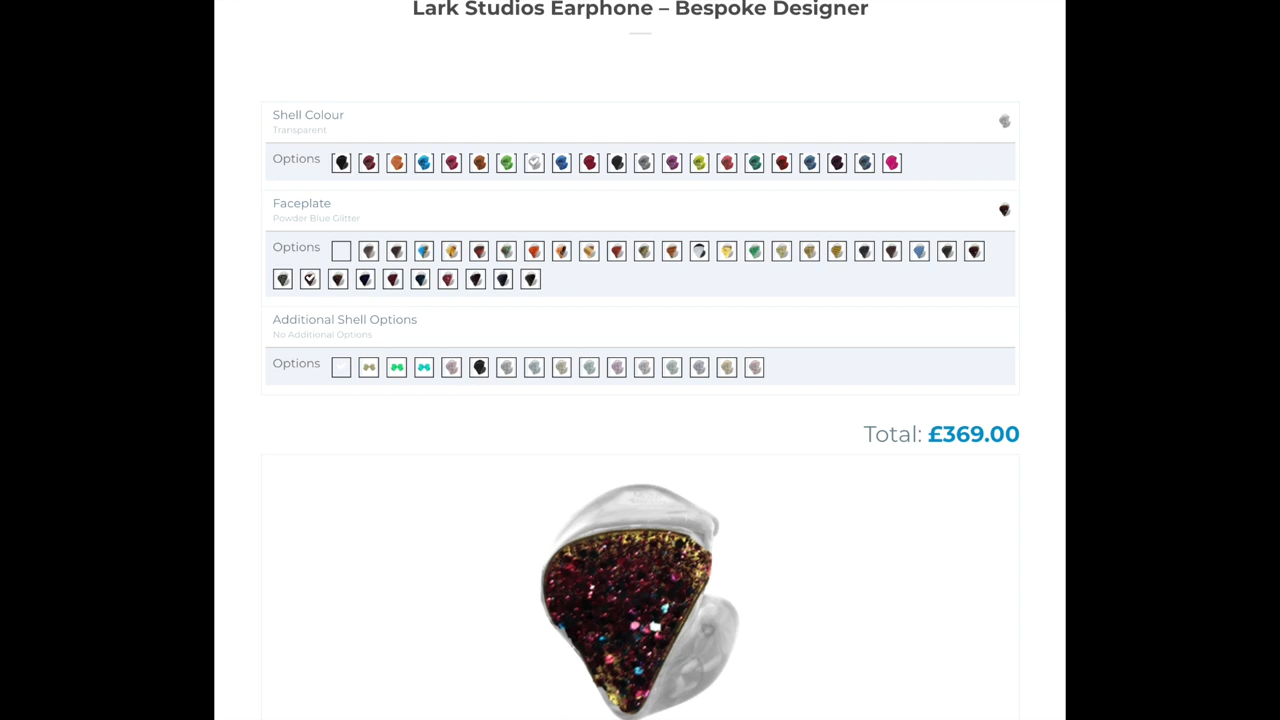 Lark Studios Earphone – Bespoke Designer
Shell Colour
Transparent
Options
Faceplate
Powder Blue Glitter
Options
Additional Shell Options
No Additional Options
Options
Total: £369.00